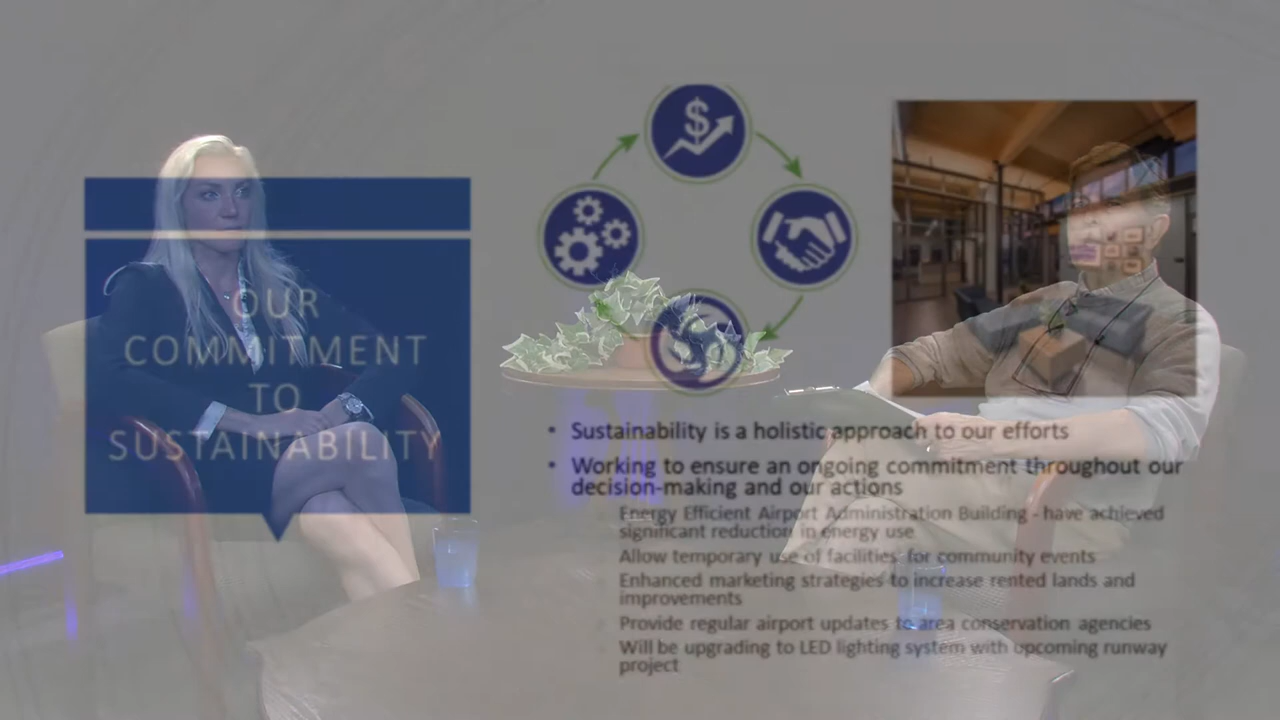 OUR
COMMITMENT
TO
SUSTAINABILITY
$
• Sustainability is a holistic approach to our efforts
• Working to ensure an ongoing commitment throughout our
decision-making and our actions
Energy Efficient Airport Administration Building - have achieved
significant reduction in energy use
Allow temporary use of facilities for community events
Enhanced marketing strategies to increase rented lands and
improvements
Provide regular airport updates to area conservation agencies
Will be upgrading to LED lighting system with upcoming runway
project